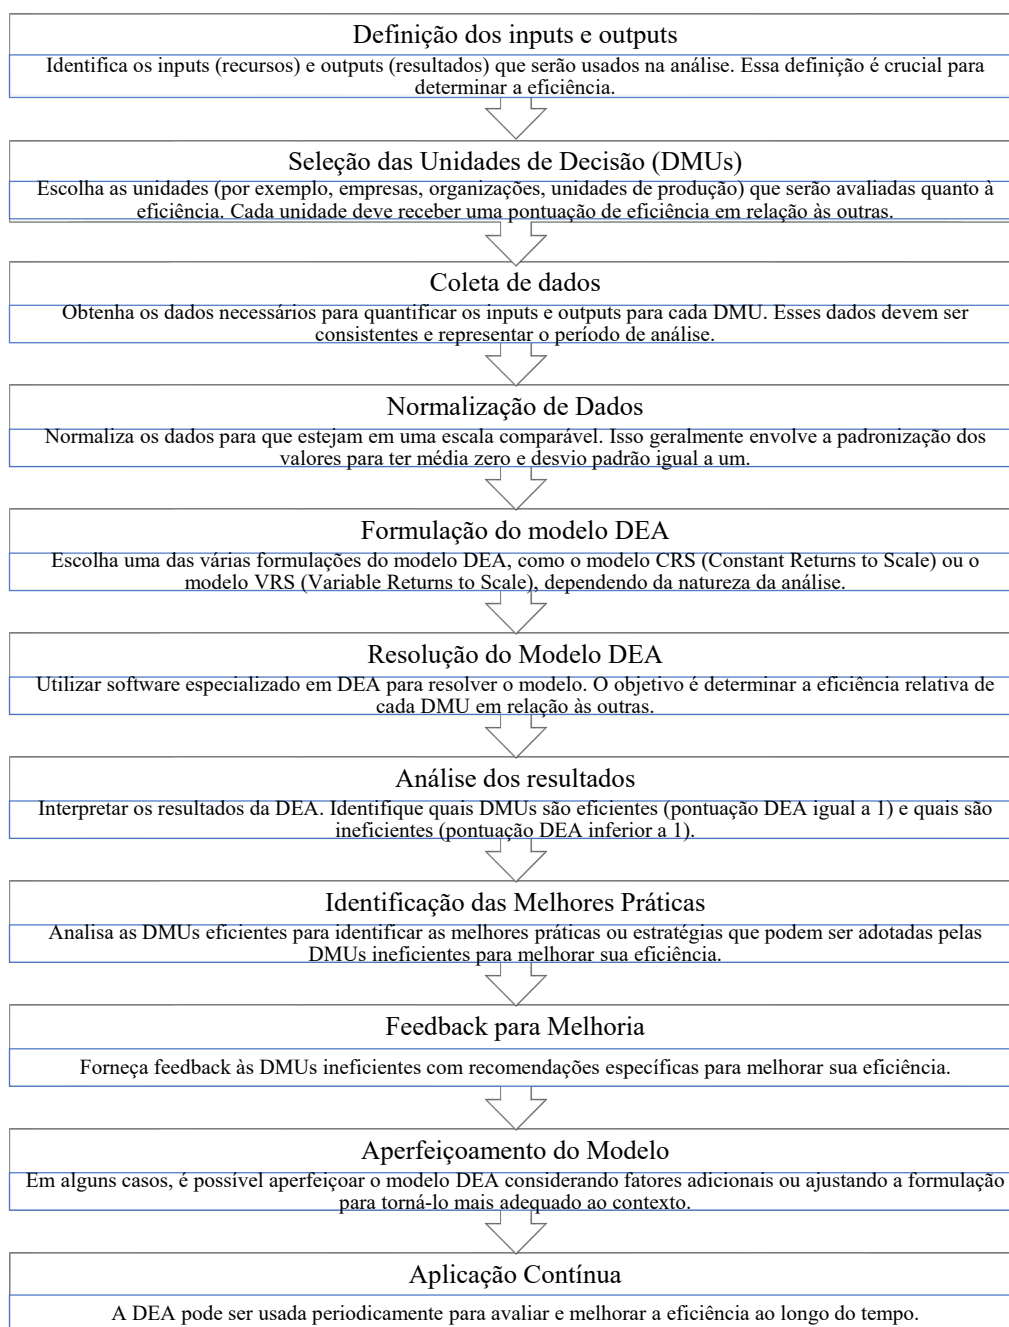 Definição dos inputs e outputs
Identifica os inputs (recursos) e outputs (resultados) que serão usados na análise. Essa definição é crucial para
determinar a eficiência.
Seleção das Unidades de Decisão (DMUs)
Escolha as unidades (por exemplo, empresas, organizações, unidades de produção) que serão avaliadas quanto à
eficiência. Cada unidade deve receber uma pontuação de eficiência em relação às outras.
Coleta de dados
Obtenha os dados necessários para quantificar os inputs e outputs para cada DMU. Esses dados devem ser
consistentes e representar o período de análise.
Normalização de Dados
Normaliza os dados para que estejam em uma escala comparável. Isso geralmente envolve a padronização dos
valores para ter média zero e desvio padrão igual a um.
Formulação do modelo DEA
Escolha uma das várias formulações do modelo DEA, como o modelo CRS (Constant Returns to Scale) ou o
modelo VRS (Variable Returns to Scale), dependendo da natureza da análise.
Resolução do Modelo DEA
Utilizar software especializado em DEA para resolver o modelo. O objetivo é determinar a eficiência relativa de
cada DMU em relação às outras.
Análise dos resultados
Interpretar os resultados da DEA. Identifique quais DMUs são eficientes (pontuação DEA igual a 1) e quais são
ineficientes (pontuação DEA inferior a 1).
Identificação das Melhores Práticas
Analisa as DMUs eficientes para identificar as melhores práticas ou estratégias que podem ser adotadas pelas
DMUs ineficientes para melhorar sua eficiência.
Feedback para Melhoria
Forneça feedback às DMUs ineficientes com recomendações específicas para melhorar sua eficiência.
Aperfeiçoamento do Modelo
Em alguns casos, é possível aperfeiçoar o modelo DEA considerando fatores adicionais ou ajustando a formulação
para torná-lo mais adequado ao contexto.
Aplicação Contínua
A DEA pode ser usada periodicamente para avaliar e melhorar a eficiência ao longo do tempo.